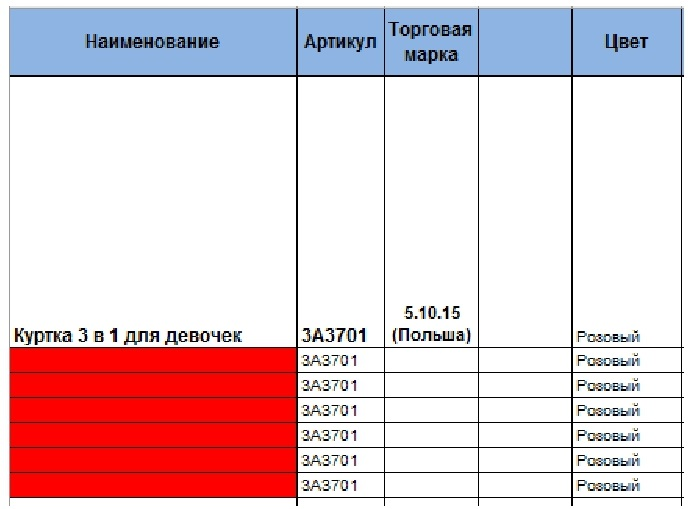 Наименование Артикул Торговая марка Цвет
Куртка 3 в 1 для девочек 3А3701 5.10.15 (Польша) Розовый
3А3701 Розовый
3А3701 Розовый
3А3701 Розовый
3А3701 Розовый
3А3701 Розовый
3А3701 Розовый